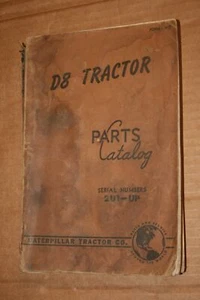 D8 TRACTOR
PARTS
Catalog
SERIAL NUMBERS
2U1-UP
CATERPILLAR TRACTOR CO.